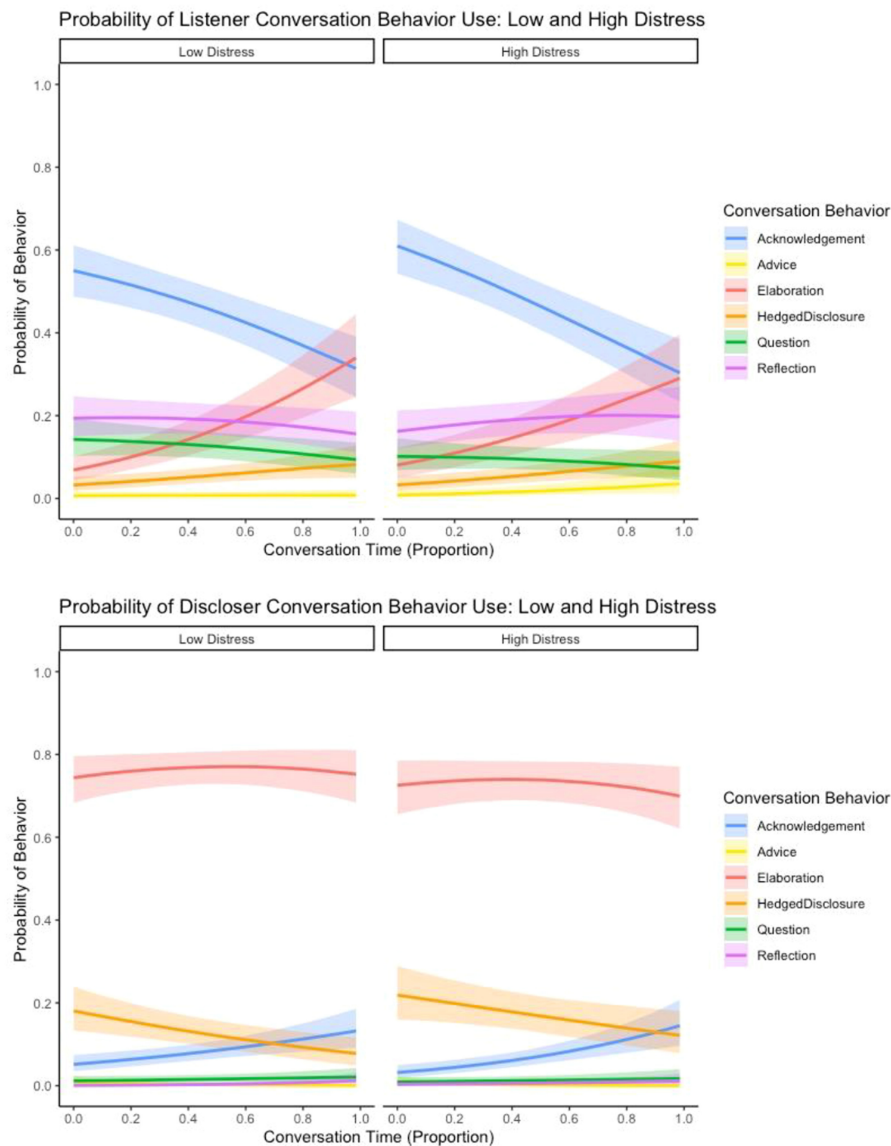 Probability of Listener Conversation Behavior Use: Low and High Distress
Low Distress
High Distress
1.0
0.8
0.6
0.4
0.2
0.0
Probability of Behavior
0.0 0.2 0.4 0.6 0.8 1.0
0.0 0.2 0.4 0.6 0.8 1.0
Conversation Time (Proportion)
Conversation Behavior
Acknowledgement
Advice
Elaboration
HedgedDisclosure
Question
Reflection
Probability of Discloser Conversation Behavior Use: Low and High Distress
Low Distress
High Distress
1.0
0.8
0.6
0.4
0.2
0.0
Probability of Behavior
0.0 0.2 0.4 0.6 0.8 1.0
0.0 0.2 0.4 0.6 0.8 1.0
Conversation Time (Proportion)
Conversation Behavior
Acknowledgement
Advice
Elaboration
HedgedDisclosure
Question
Reflection